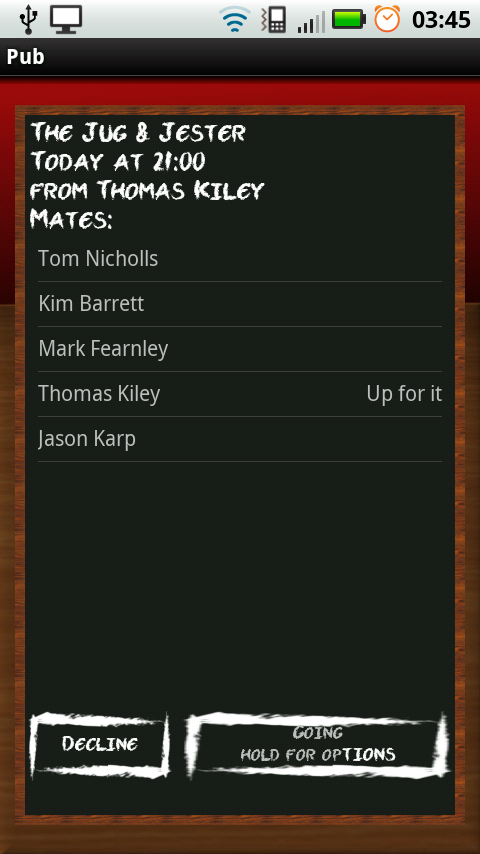 03:45
Pub
The Jug & Jester
Today at 21:00
from Thomas Kiley
Mates:
Tom Nicholls
Kim Barrett
Mark Fearnley
Thomas Kiley Up for it
Jason Karp
Decline
Going
hold for options